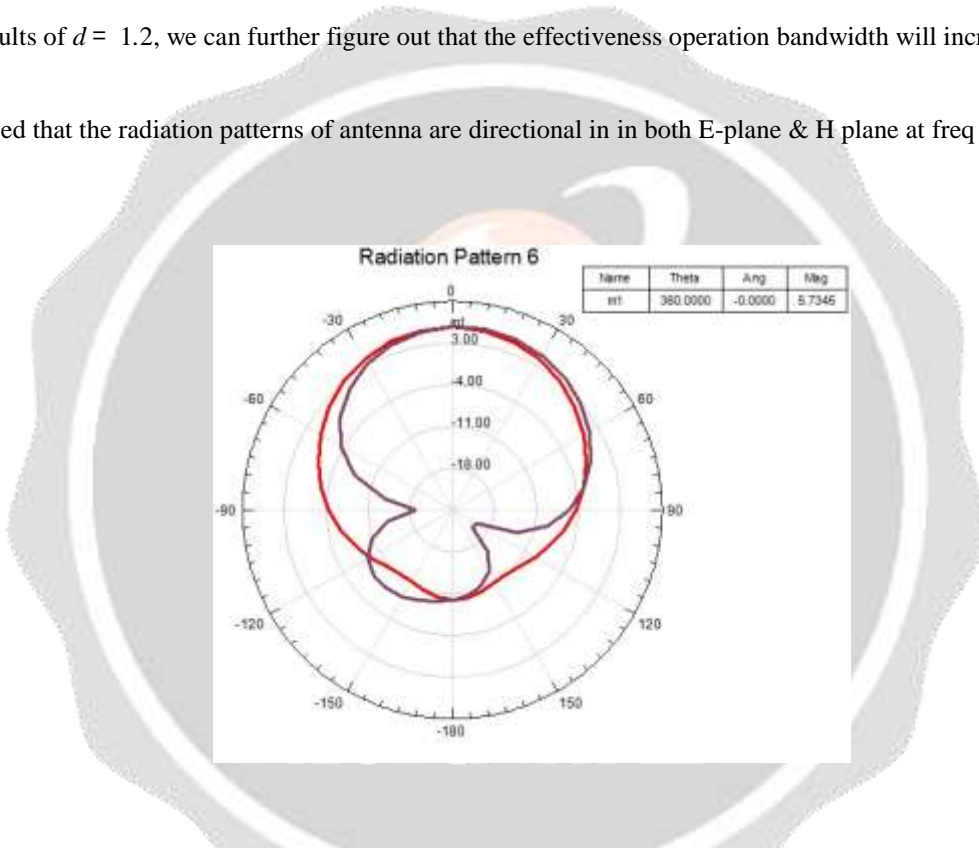 ults of d = 1.2, we can further figure out that the effectiveness operation bandwidth will incr
ed that the radiation patterns of antenna are directional in in both E-plane & H plane at freq
Radiation Pattern 6
Name Theta Ang Mag
m1 360.0000 -0.0000 5.7345
0
-30 30
m1
3.00
-60 -4.00 60
-11.00
-18.00
-90 90
-120 120
-150 150
-180